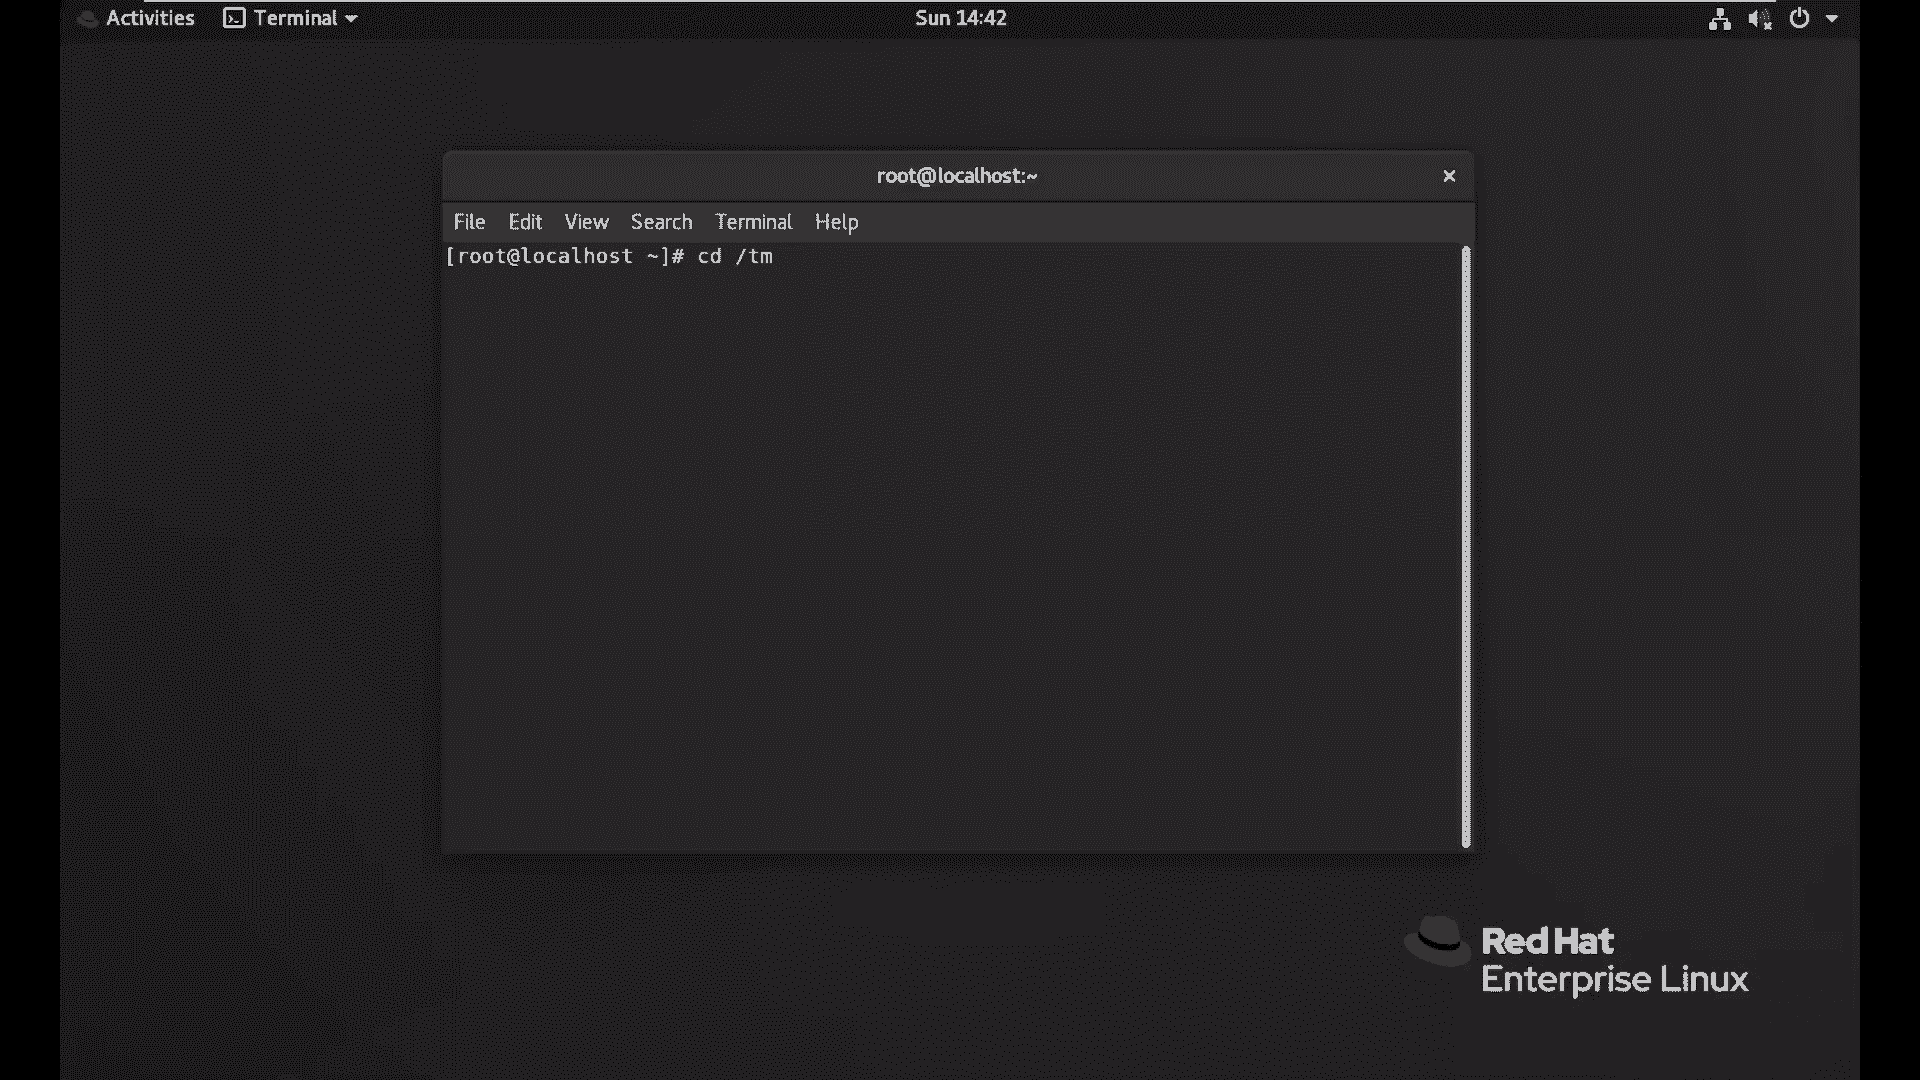 Activities Terminal Sun 14:42
root@localhost:~
File Edit View Search Terminal Help
[root@localhost ~]# cd /tm
Red Hat
Enterprise Linux